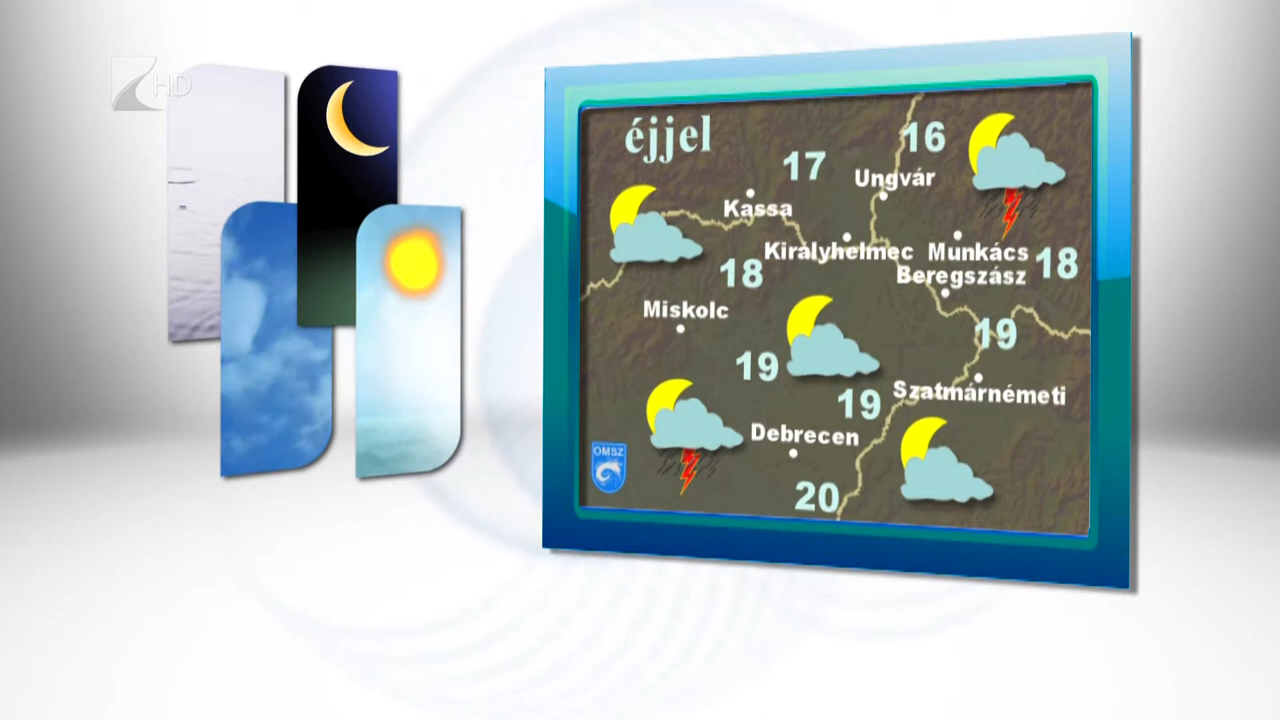 HD
éjjel
16
17
Ungvár
Kassa
Királyhelmec
Munkács
18
Beregszász
18
Miskolc
19
19
Szatmárnémeti
19
Debrecen
OMSZ
20